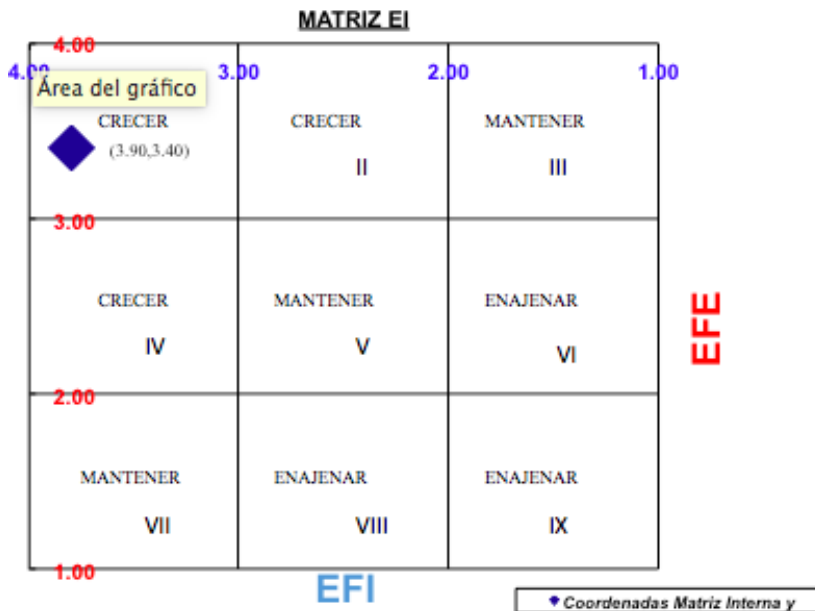 MATRIZ EI
4.00
4.00 3.00 2.00 1.00
Área del gráfico
CRECER CRECER MANTENER
(3.90,3.40)
II III
3.00
CRECER MANTENER ENAJENAR
IV V VI
EFE
2.00
MANTENER ENAJENAR ENAJENAR
VII VIII IX
1.00
EFI
Coordenadas Matriz Interna y